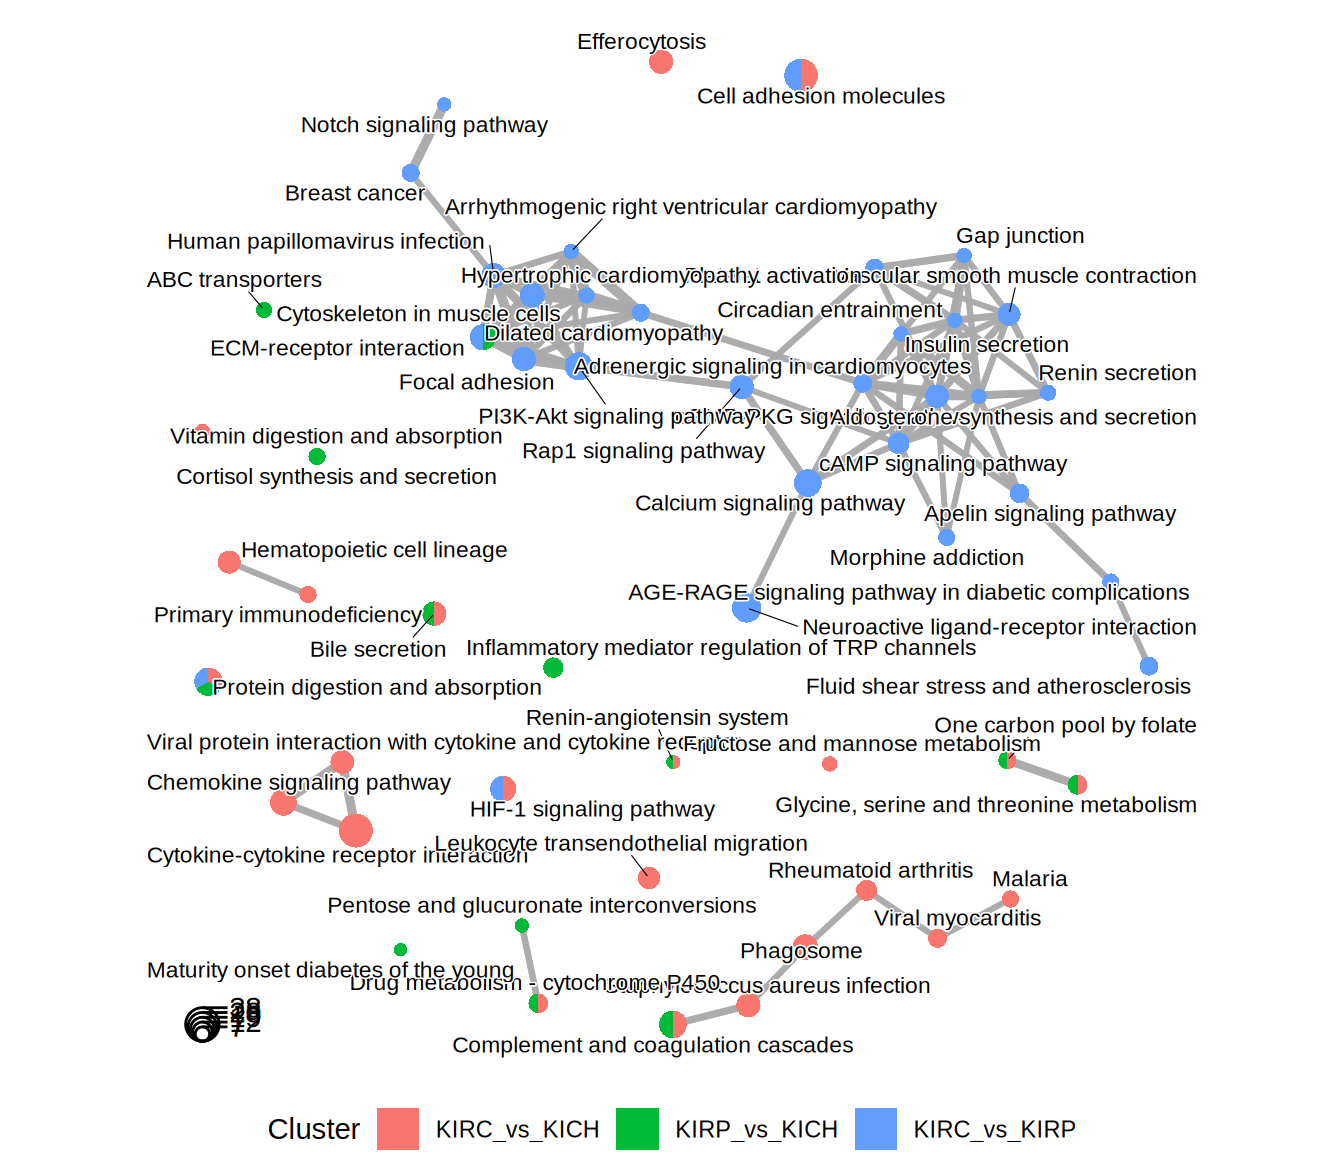 Efferocytosis
Cell adhesion molecules
Notch signaling pathway
Breast cancer
Arrhythmogenic right ventricular cardiomyopathy
Gap junction
Human papillomavirus infection
Hypertrophic cardiomyopathy
activation
smooth muscle contraction
ABC transporters
Circadian entrainment
Cytoskeleton in muscle cells
Dilated cardiomyopathy
Insulin secretion
ECM-receptor interaction
Adrenergic signaling in cardiomyocytes
Renin secretion
Focal adhesion
PI3K-Akt signaling pathway
PKG
Aldosterone synthesis and secretion
Vitamin digestion and absorption
Rap1 signaling pathway
cAMP signaling pathway
Cortisol synthesis and secretion
Calcium signaling pathway
Apelin signaling pathway
Hematopoietic cell lineage
Morphine addiction
AGE-RAGE signaling pathway in diabetic complications
Primary immunodeficiency
Neuroactive ligand-receptor interaction
Bile secretion
Inflammatory mediator regulation of TRP channels
Protein digestion and absorption
Fluid shear stress and atherosclerosis
Renin-angiotensin system
One carbon pool by folate
Viral protein interaction with cytokine and cytokine
Fructose and mannose metabolism
Chemokine signaling pathway
HIF-1 signaling pathway
Glycine, serine and threonine metabolism
Cytokine-cytokine receptor interaction
Leukocyte transendothelial migration
Rheumatoid arthritis
Malaria
Pentose and glucuronate interconversions
Viral myocarditis
Phagosome
Maturity onset diabetes of the young
Drug metabolism - cytochrome P450
aureus infection
Complement and coagulation cascades
Cluster
KIRC_vs_KICH
KIRP_vs_KICH
KIRC_vs_KIRP